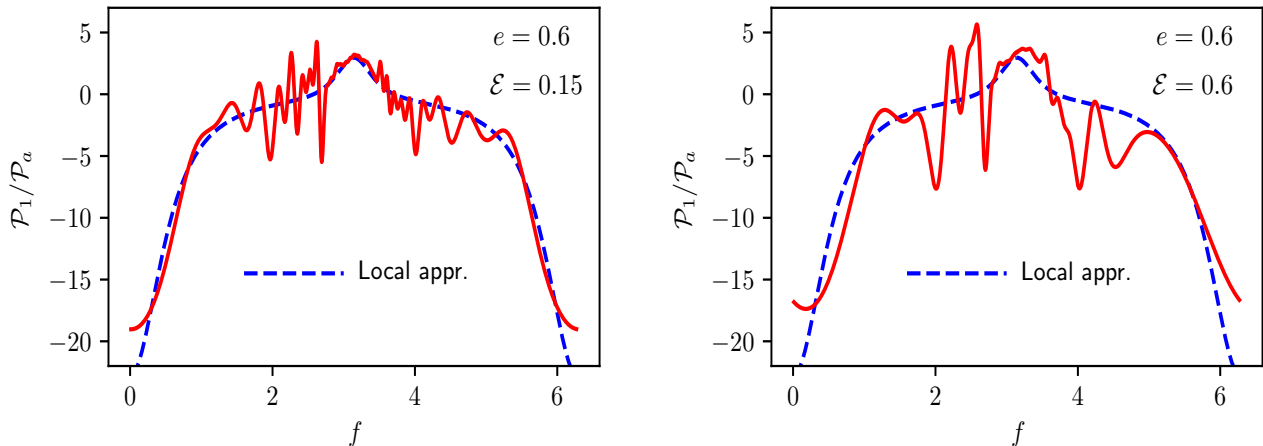 5
0
−5
−10
−15
−20
0
2
4
6
f
𝒫₁/𝒫ₐ
e = 0.6
ℰ = 0.15
Local appr.
5
0
−5
−10
−15
−20
0
2
4
6
f
𝒫₁/𝒫ₐ
e = 0.6
ℰ = 0.6
Local appr.